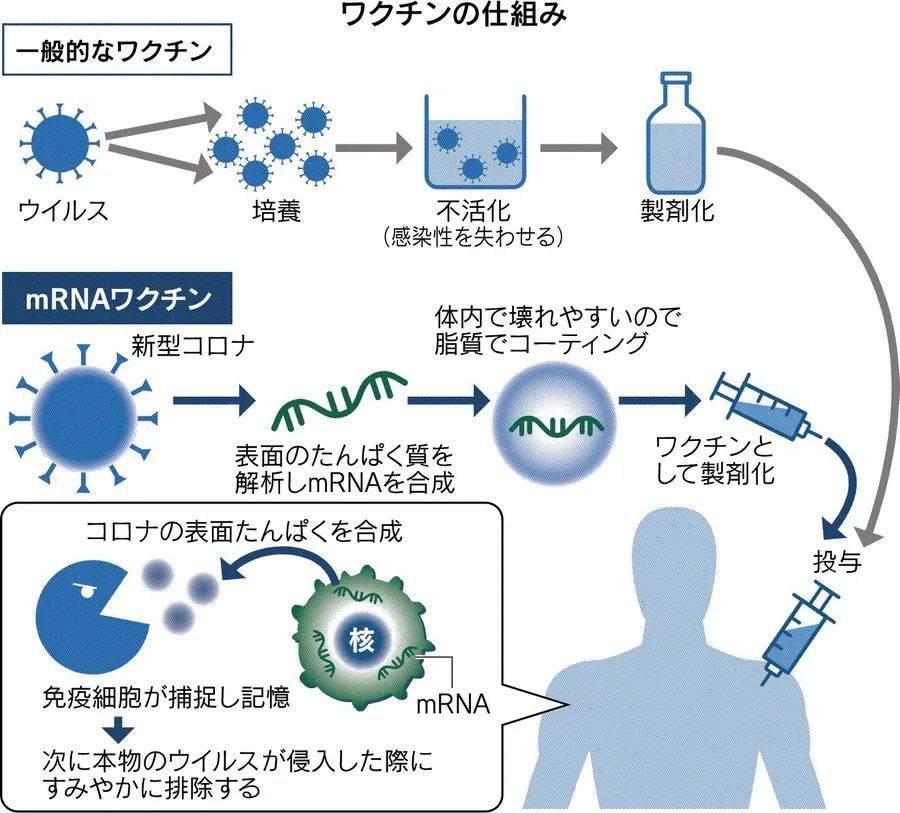 ワクチンの仕組み
一般的なワクチン
ウイルス
培養
不活化
（感染性を失わせる）
製剤化
mRNAワクチン
新型コロナ
表面のたんぱく質を
解析しmRNAを合成
体内で壊れやすいので
脂質でコーティング
ワクチンと
して製剤化
投与
コロナの表面たんぱくを合成
核
mRNA
免疫細胞が捕捉し記憶
次に本物のウイルスが侵入した際に
すみやかに排除する